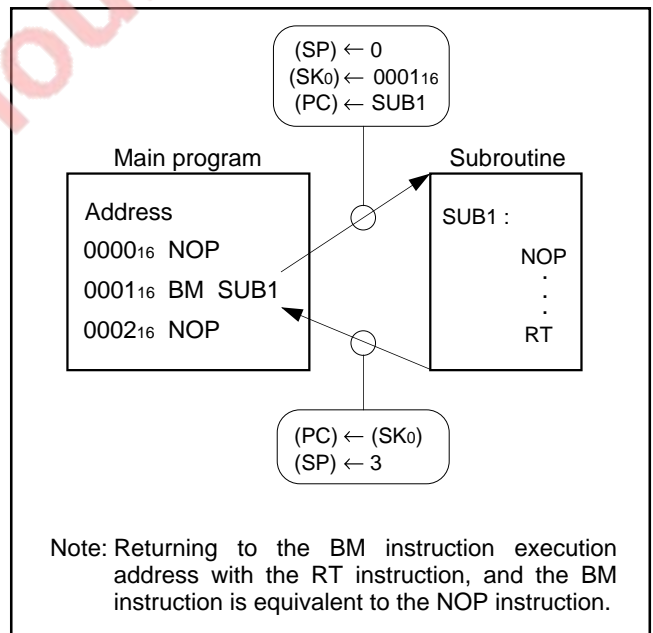 (SP) ← 0
(SK₀) ← 0001₁₆
(PC) ← SUB1
Main program
Subroutine
Address
0000₁₆ NOP
0001₁₆ BM SUB1
0002₁₆ NOP
SUB1 :
NOP
.
.
.
RT
(PC) ← (SK₀)
(SP) ← 3
Note: Returning to the BM instruction execution
address with the RT instruction, and the BM
instruction is equivalent to the NOP instruction.